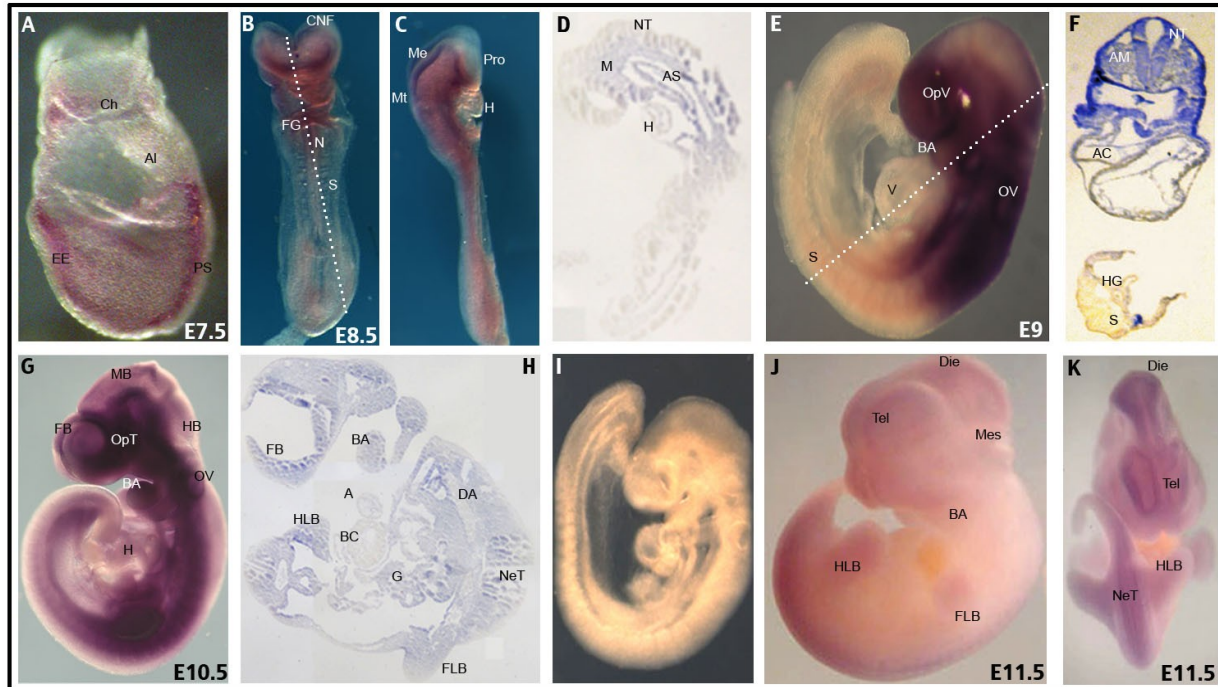 A
Ch
Al
EE
PS
E7.5
B
CNF
FG
N
S
E8.5
C
Me
Pro
Mt
H
D
NT
M
AS
H
E
OpV
BA
V
OV
S
E9
F
NT
AM
AC
HG
S
G
MB
FB
OpT
HB
BA
OV
H
E10.5
H
FB
BA
A
DA
HLB
BC
G
NeT
FLB
I
J
Die
Tel
Mes
BA
HLB
FLB
E11.5
K
Die
Tel
HLB
NeT
E11.5